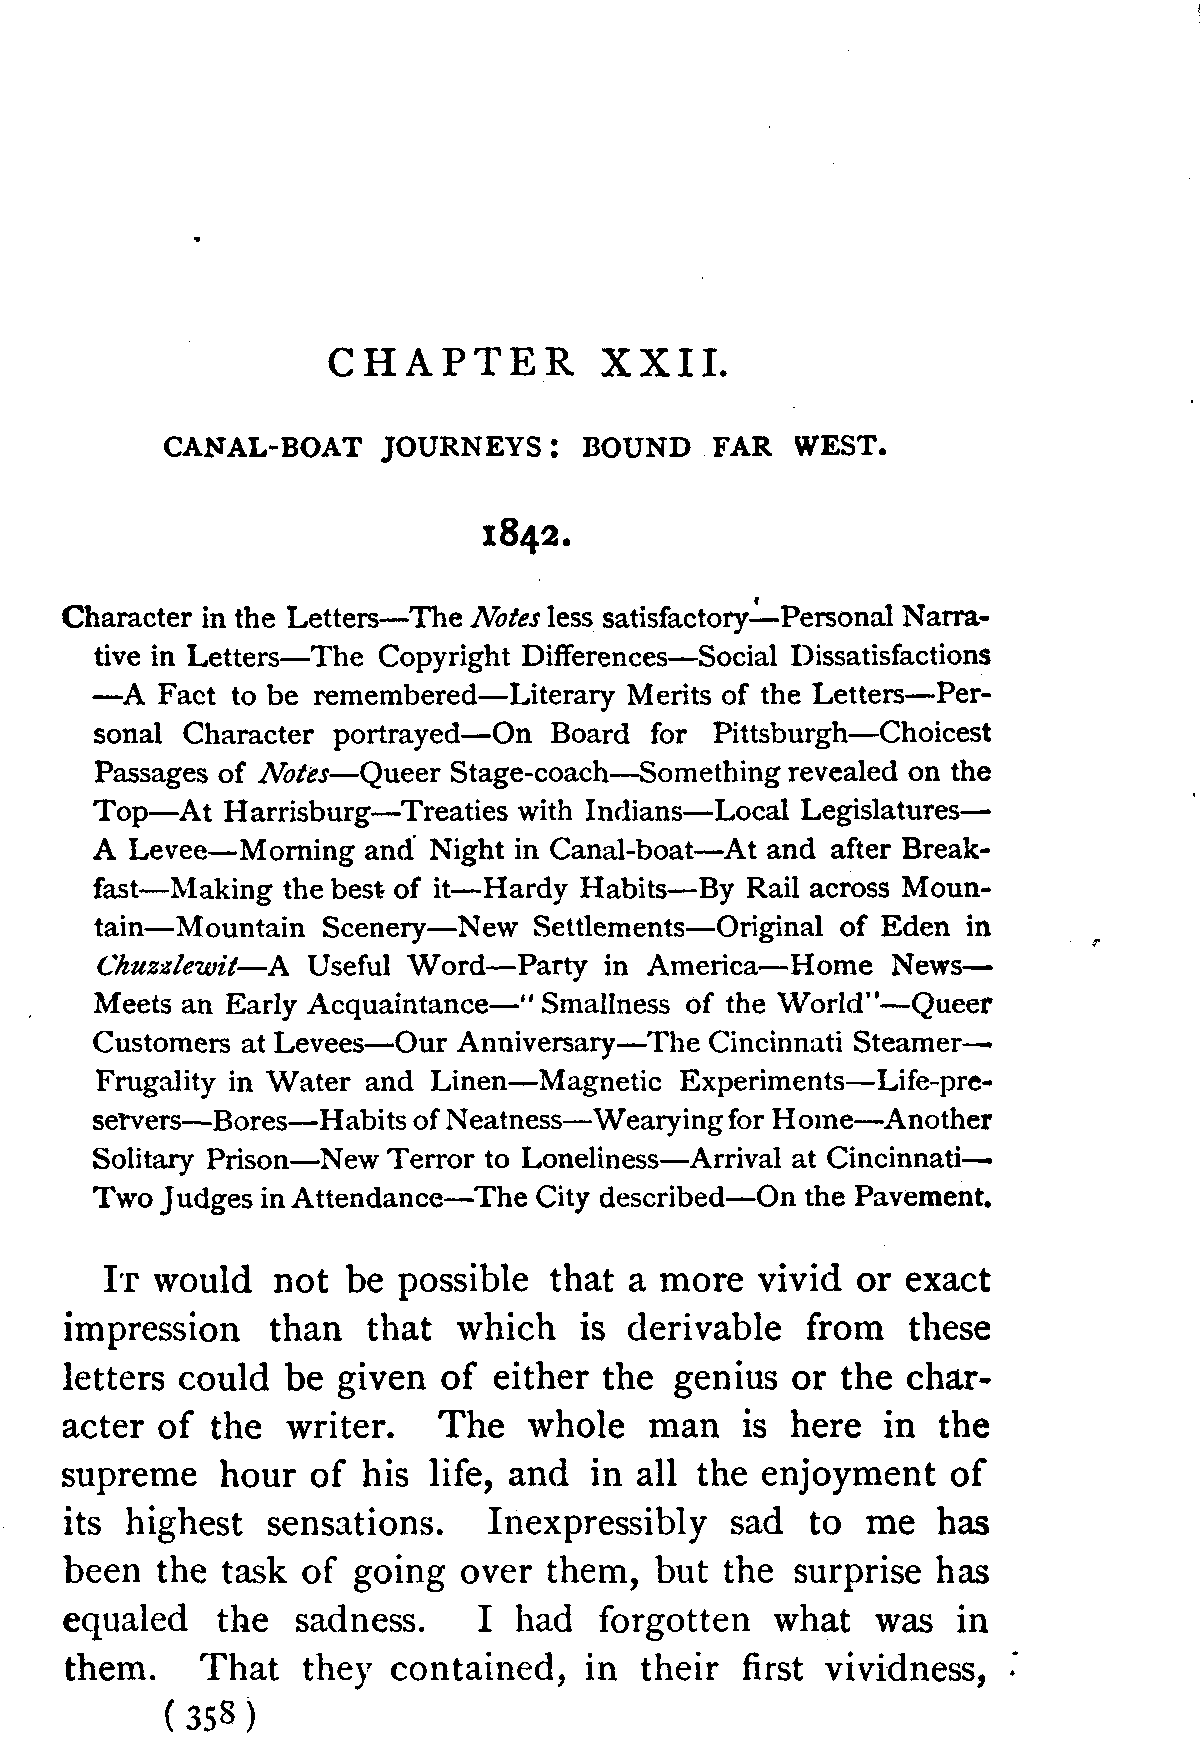 CHAPTER XXII.
CANAL-BOAT JOURNEYS: BOUND FAR WEST.
1842.
Character in the Letters—The Notes less satisfactory—Personal Narra-
tive in Letters—The Copyright Differences—Social Dissatisfactions
—A Fact to be remembered—Literary Merits of the Letters—Per-
sonal Character portrayed—On Board for Pittsburgh—Choicest
Passages of Notes—Queer Stage-coach—Something revealed on the
Top—At Harrisburg—Treaties with Indians—Local Legislatures—
A Levee—Morning and Night in Canal-boat—At and after Break-
fast—Making the best of it—Hardy Habits—By Rail across Moun-
tain—Mountain Scenery—New Settlements—Original of Eden in
Chuzzlewit—A Useful Word—Party in America—Home News—
Meets an Early Acquaintance—"Smallness of the World"—Queer
Customers at Levees—Our Anniversary—The Cincinnati Steamer—
Frugality in Water and Linen—Magnetic Experiments—Life-pre-
servers—Bores—Habits of Neatness—Wearying for Home—Another
Solitary Prison—New Terror to Loneliness—Arrival at Cincinnati—
Two Judges in Attendance—The City described—On the Pavement.
IT would not be possible that a more vivid or exact
impression than that which is derivable from these
letters could be given of either the genius or the char-
acter of the writer. The whole man is here in the
supreme hour of his life, and in all the enjoyment of
its highest sensations. Inexpressibly sad to me has
been the task of going over them, but the surprise has
equaled the sadness. I had forgotten what was in
them. That they contained, in their first vividness,
(358)